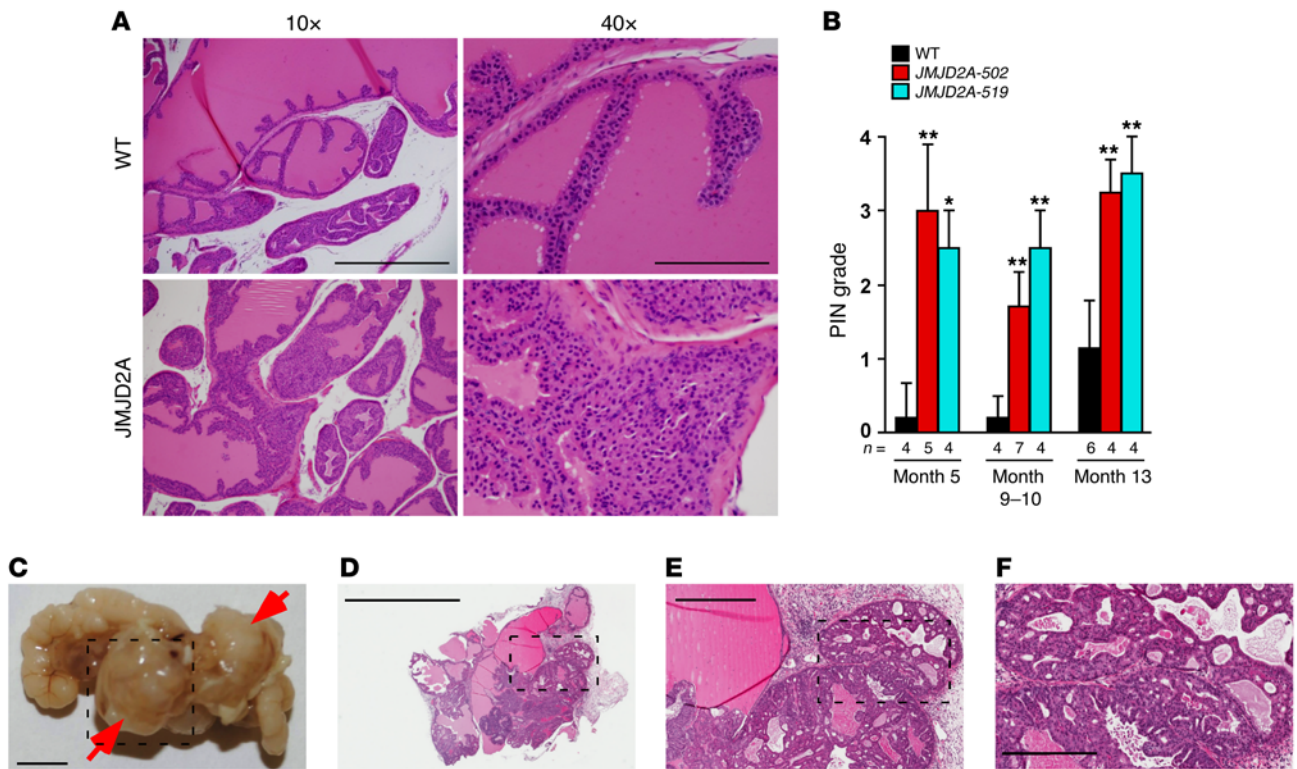 A
10×
40×
WT
JMJD2A
B
WT
JMJD2A-502
JMJD2A-519
PIN grade
4
3
2
1
0
** *
** **
** **
n = 4 5 4 4 7 4 6 4 4
Month 5
Month
9–10
Month 13
C
D
E
F